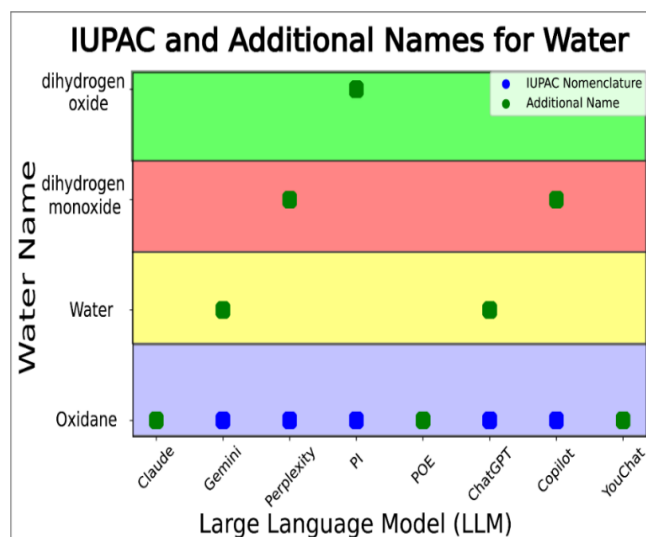 IUPAC and Additional Names for Water
dihydrogen
oxide
IUPAC Nomenclature
Additional Name
dihydrogen
monoxide
Water Name
Water
Oxidane
Claude
Gemini
Perplexity
PI
POE
ChatGPT
Copilot
YouChat
Large Language Model (LLM)